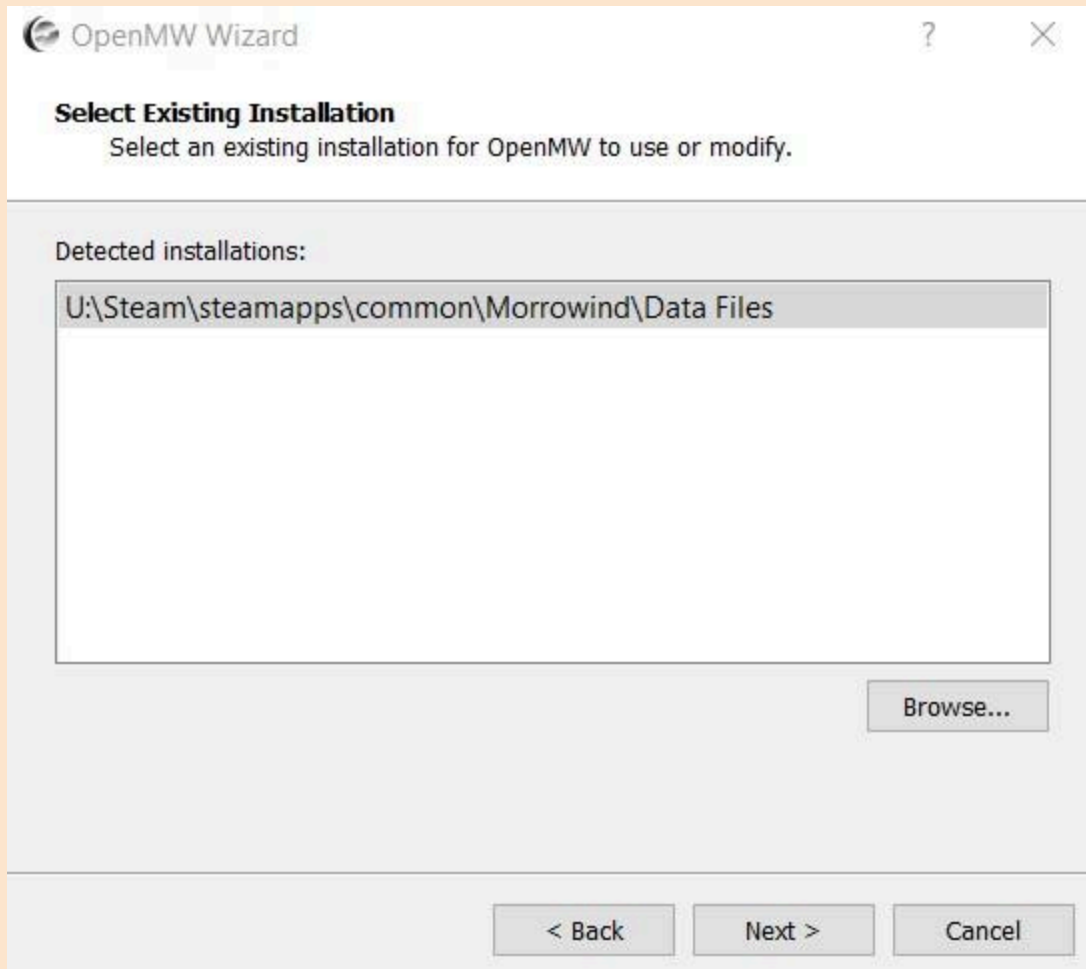 OpenMW Wizard
Select Existing Installation
Select an existing installation for OpenMW to use or modify.
Detected installations:
U:\Steam\steamapps\common\Morrowind\Data Files
Browse...
< Back Next > Cancel